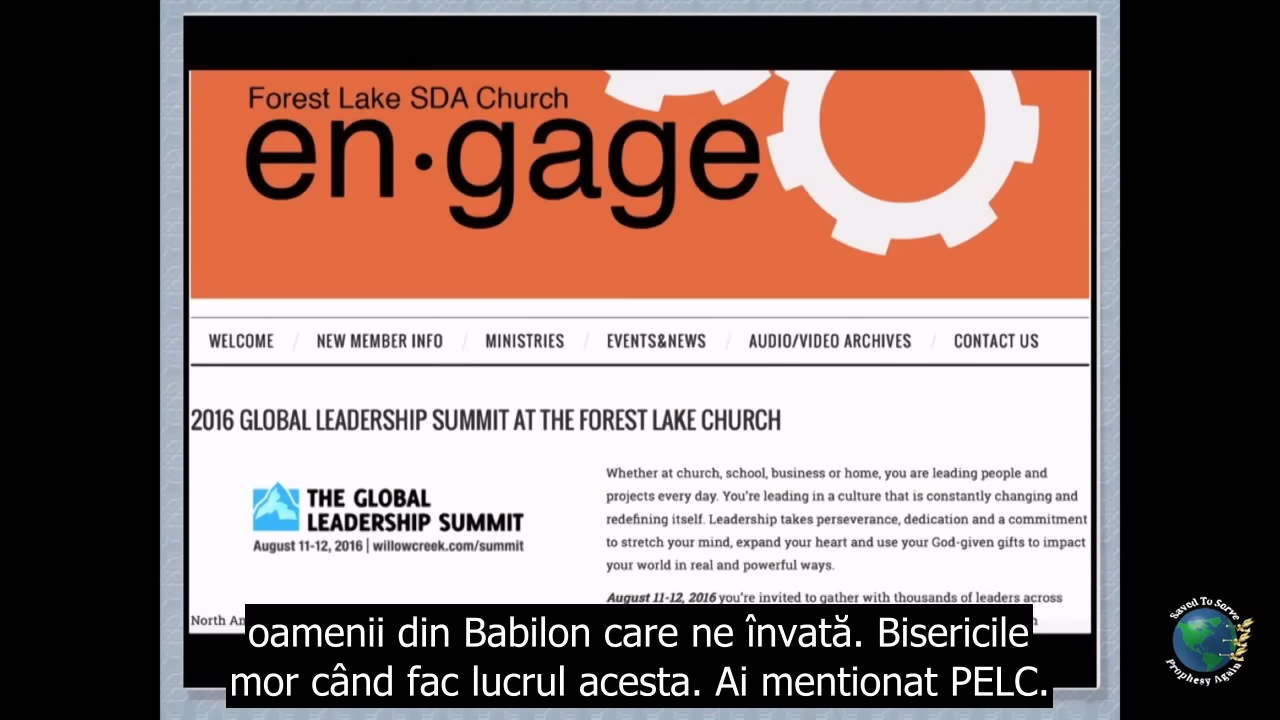 Forest Lake SDA Church
en·gage
WELCOME / NEW MEMBER INFO / MINISTRIES / EVENTS&NEWS / AUDIO/VIDEO ARCHIVES / CONTACT US
2016 GLOBAL LEADERSHIP SUMMIT AT THE FOREST LAKE CHURCH
THE GLOBAL
LEADERSHIP SUMMIT
August 11-12, 2016 | willowcreek.com/summit
Whether at church, school, business or home, you are leading people and
projects every day. You're leading in a culture that is constantly changing and
redefining itself. Leadership takes perseverance, dedication and a commitment
to stretch your mind, expand your heart and use your God-given gifts to impact
your world in real and powerful ways.
August 11-12, 2016 you're invited to gather with thousands of leaders across
North
oamenii din Babilon care ne învată. Bisericile
mor când fac lucrul acesta. Ai mentionat PELC.
Saved To Serve
Prophesy Again